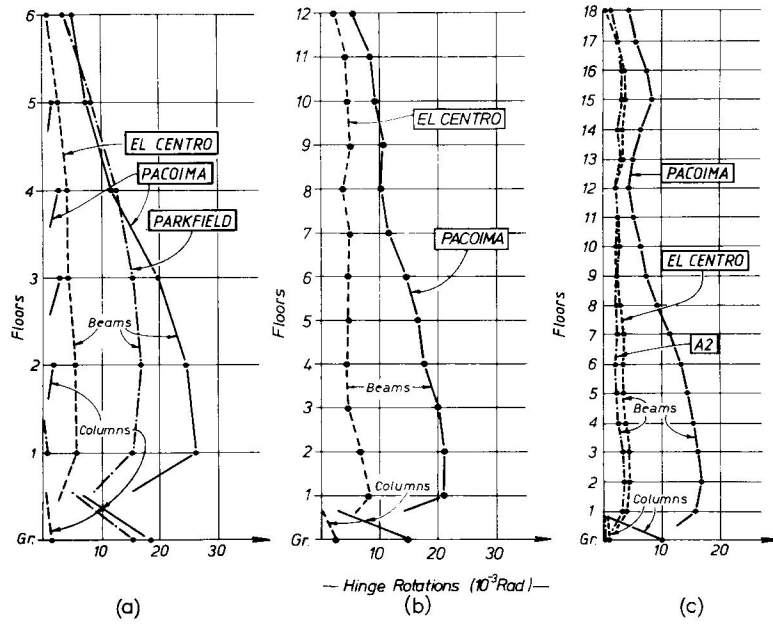 6
5
4
3
2
1
Gr.
Floors
EL CENTRO
PACOIMA
PARKFIELD
Beams
Columns
10
20
30
(a)
12
11
10
9
8
7
6
5
4
3
2
1
Gr.
Floors
EL CENTRO
PACOIMA
Beams
Columns
10
20
30
— Hinge Rotations (10⁻³Rad) —
(b)
18
17
16
15
14
13
12
11
10
9
8
7
6
5
4
3
2
1
Gr.
Floors
PACOIMA
EL CENTRO
A2
Beams
Columns
10
20
(c)